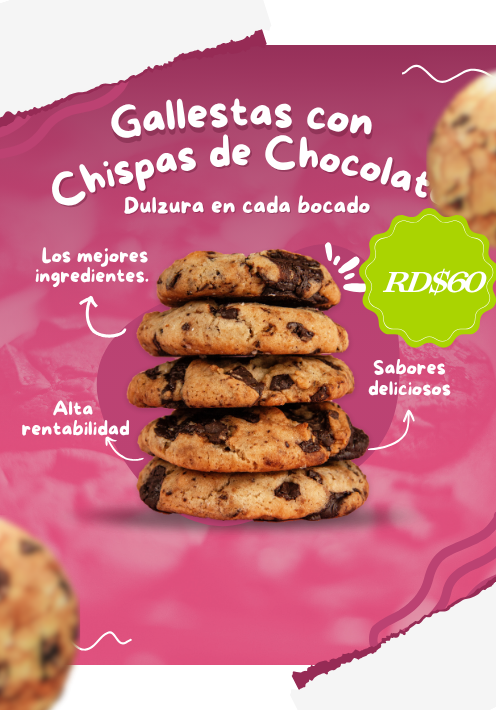 Gallestas con
Chispas de Chocolat
Dulzura en cada bocado
Los mejores
ingredientes.
RD$60
Sabores
deliciosos
Alta
rentabilidad